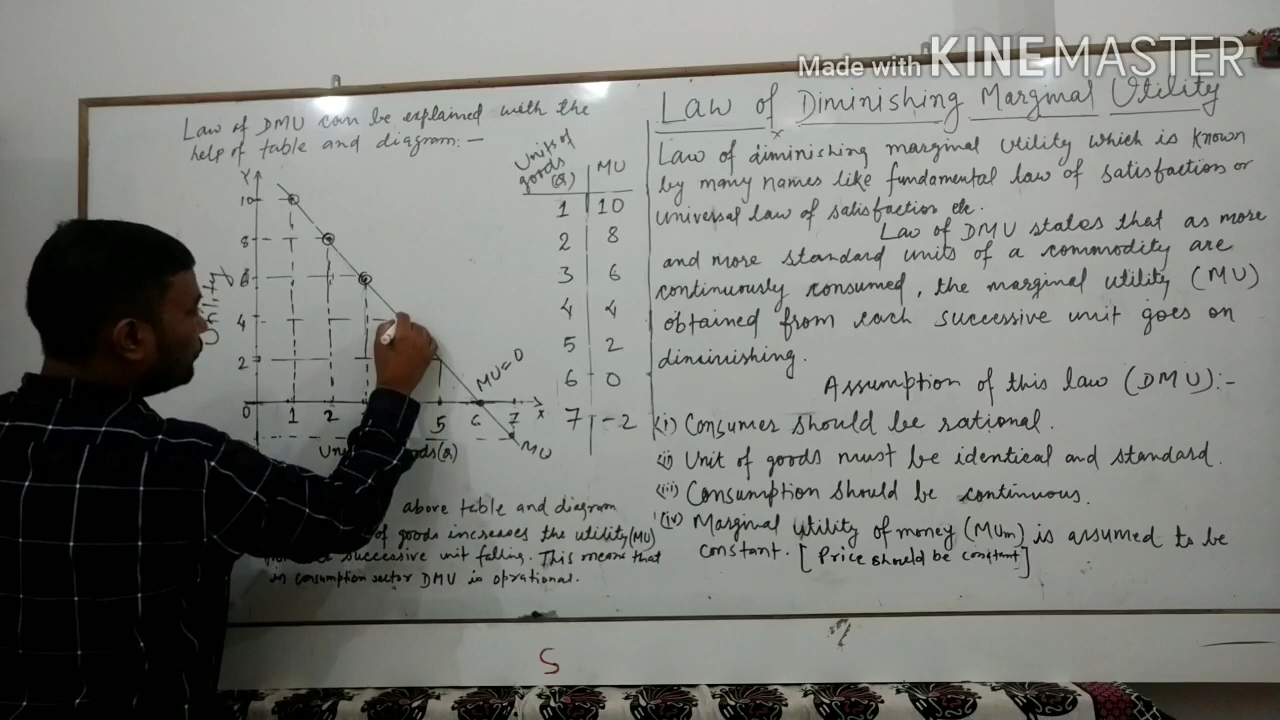 Made with KINEMASTER
Law of DMU can be explained with the
help of table and diagram:-
Y
10
8
6
4
2
0
Utility
1 2 5 6 7 X
MU=0
MU
(Q)
Units of
goods
(Q) MU
1 10
2 8
3 6
4 4
5 2
6 0
7 -2
above table and diagram
of goods increases the utility (MU)
successive unit falling. This means that
in consumption sector DMU is oprational.
Law of Diminishing Marginal Utility
Law of diminishing marginal utility which is known
by many names like fundamental law of satisfaction or
universal law of satisfaction etc.
Law of DMU states that as more
and more standard units of a commodity are
continuously consumed, the marginal utility (MU)
obtained from each successive unit goes on
diminishing.
Assumption of this law (DMU):-
(i) Consumer should be rational.
(ii) Unit of goods must be identical and standard.
(iii) Consumption should be continuous.
(iv) Marginal utility of money (MUm) is assumed to be
constant. [Price should be constant]
S